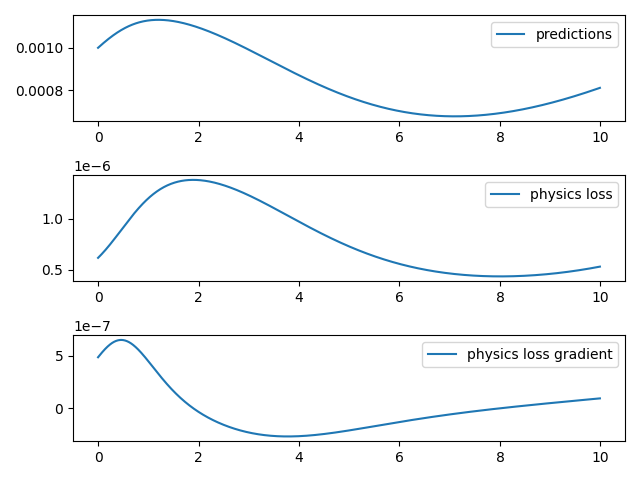 predictions
0.0010
0.0008
0 2 4 6 8 10
1e−6
physics loss
1.0
0.5
0 2 4 6 8 10
1e−7
physics loss gradient
5
0
0 2 4 6 8 10